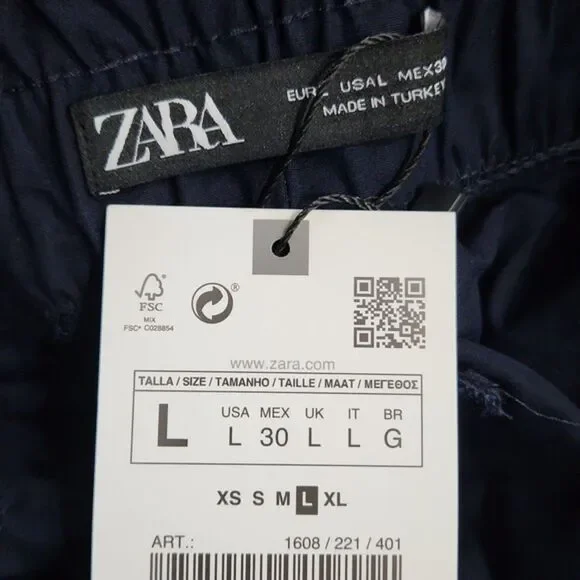 ZARA
EUR - USAL MEX30
MADE IN TURKEY
FSC
MIX
FSC® C028854
®
www.zara.com
TALLA / SIZE / TAMANHO / TAILLE / MAAT / ΜΕΓΕΘΟΣ
L
USA MEX UK IT BR
L 30 L L G
XS S M L XL
ART.: 1608 / 221 / 401